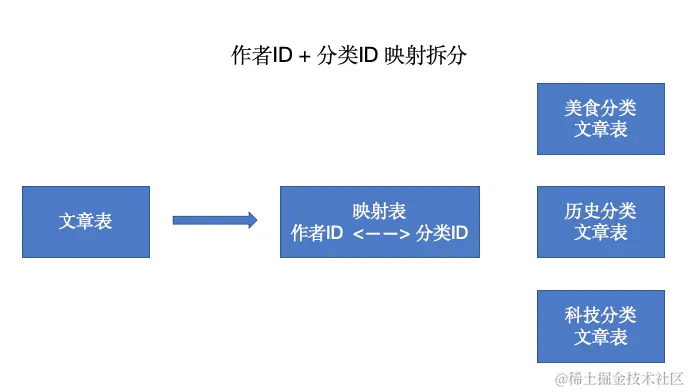 作者ID + 分类ID 映射拆分
美食分类
文章表
文章表
映射表
作者ID <——> 分类ID
历史分类
文章表
科技分类
文章表
@稀土掘金技术社区